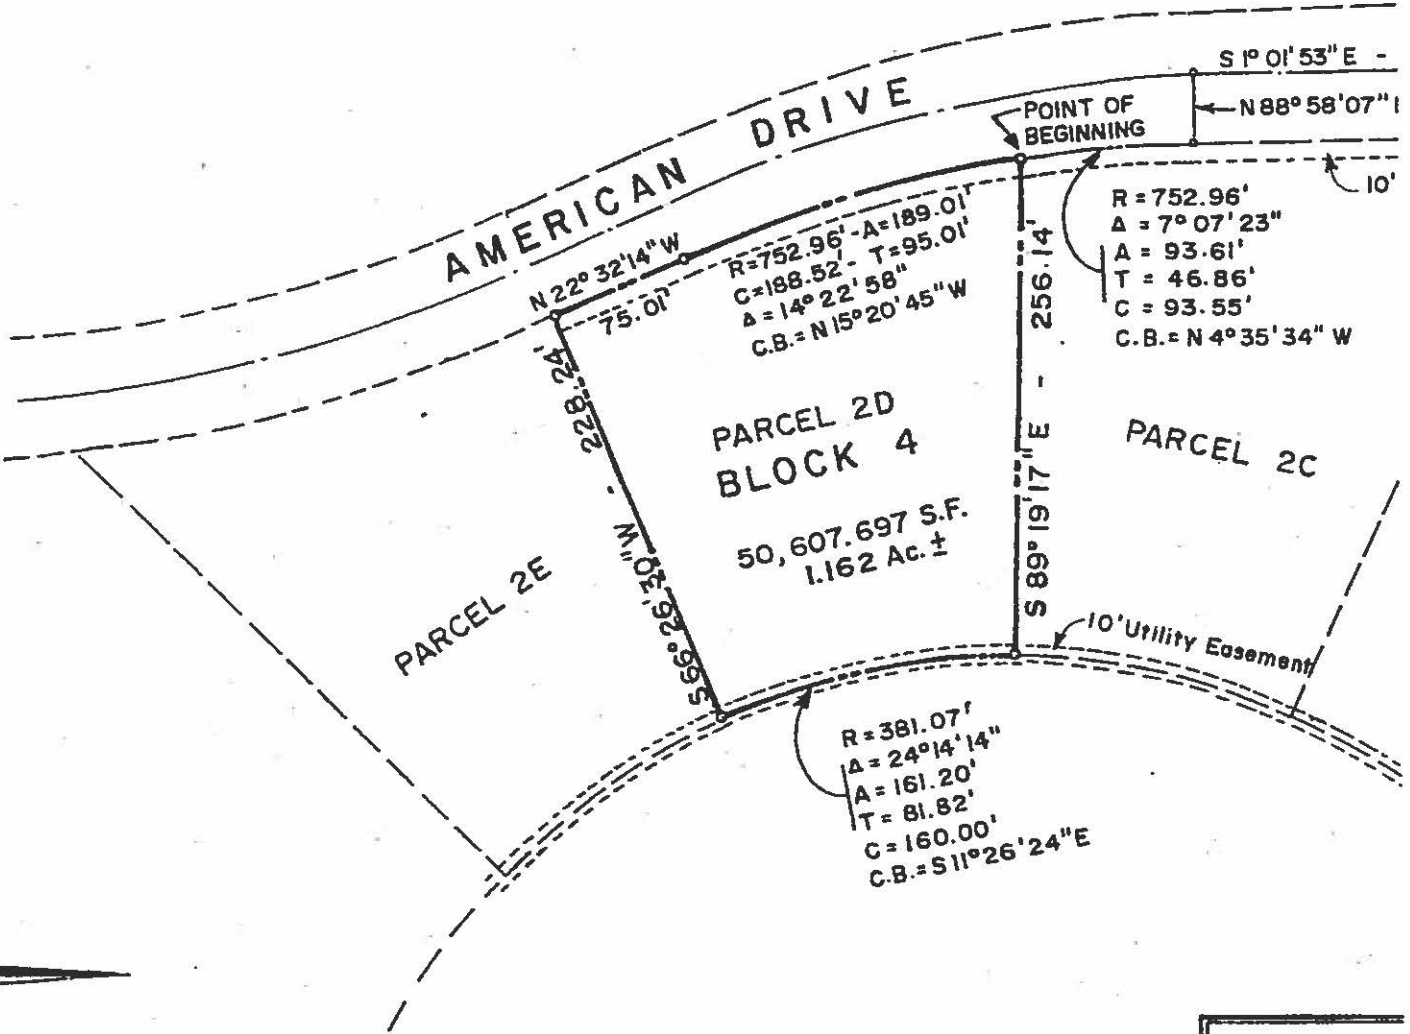 S 1° 01' 53" E -
N 88° 58' 07"
AMERICAN DRIVE
POINT OF
BEGINNING
10'
R = 752.96'
Δ = 7° 07' 23"
A = 93.61'
T = 46.86'
C = 93.55'
C.B. = N 4° 35' 34" W
N 22° 32' 14" W
75.01'
R=752.96' - A=189.01'
C=188.52' - T=95.01'
Δ = 14° 22' 58"
C.B.= N 15° 20' 45" W
S 66° 26' 30" W - 228.24'
S 89° 19' 17" E - 256.14'
PARCEL 2D
BLOCK 4
50,607.697 S.F.
1.162 Ac. ±
PARCEL 2C
PARCEL 2E
10' Utility Easement
R = 381.07'
Δ = 24° 14' 14"
A = 161.20'
T = 81.82'
C = 160.00'
C.B.= S 11° 26' 24" E